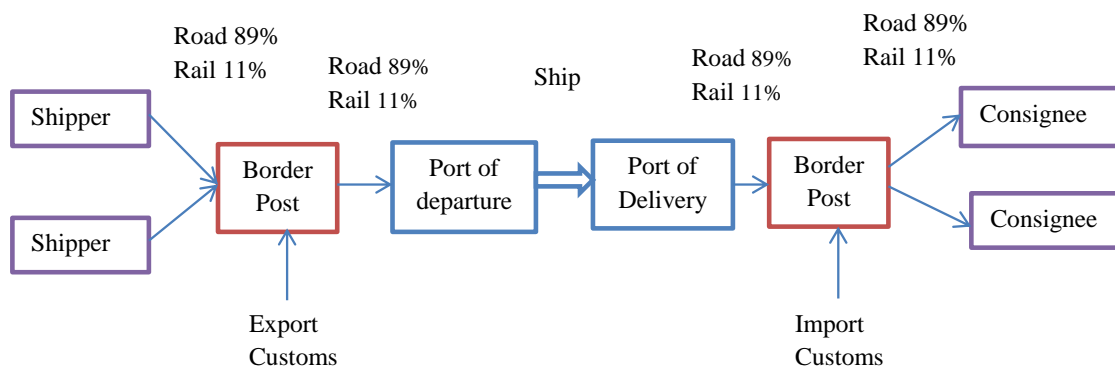 Road 89%
Rail 11%
Road 89%
Rail 11%
Ship
Road 89%
Rail 11%
Road 89%
Rail 11%
Shipper
Shipper
Border
Post
Port of
departure
Port of
Delivery
Border
Post
Consignee
Consignee
Export
Customs
Import
Customs